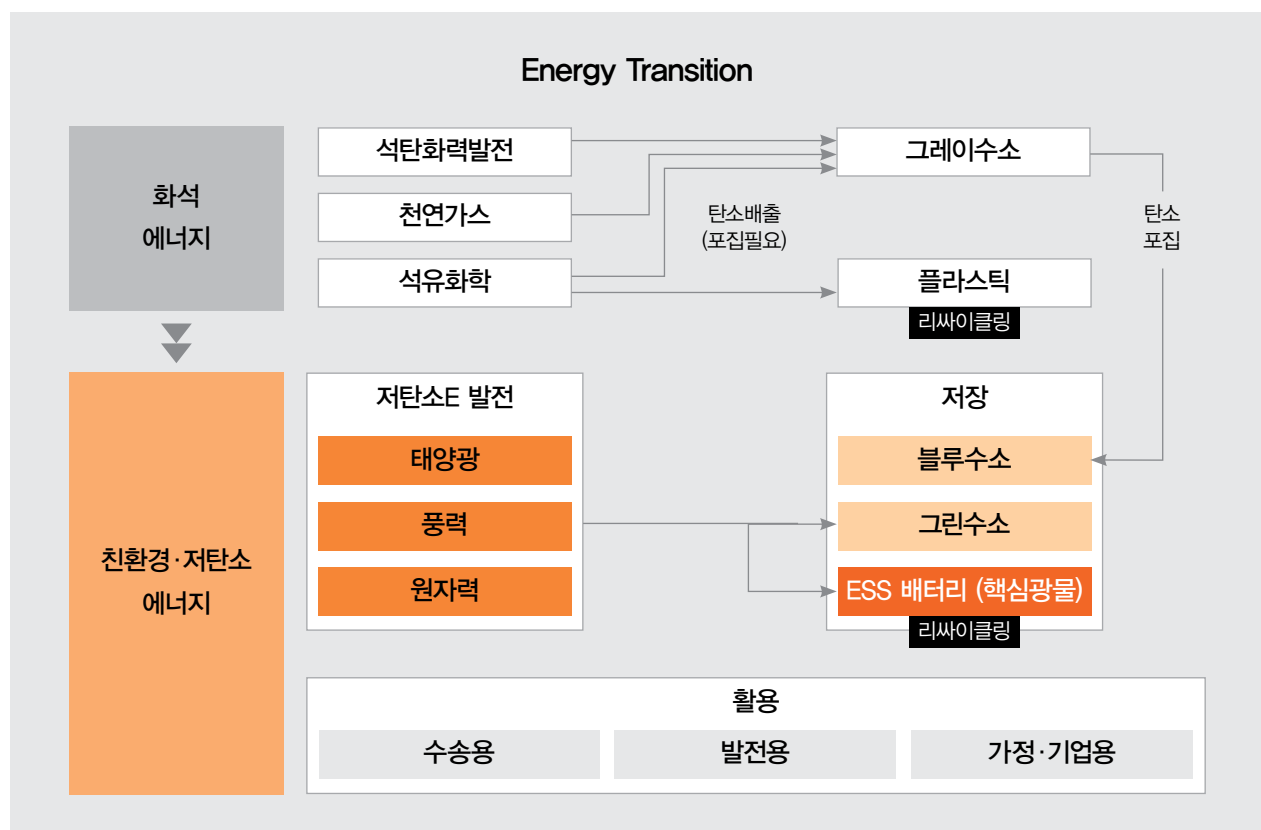 Energy Transition
화석
에너지
석탄화력발전
천연가스
석유화학
그레이수소
탄소배출
(포집필요)
탄소
포집
플라스틱
리싸이클링
친환경·저탄소
에너지
저탄소E 발전
태양광
풍력
원자력
저장
블루수소
그린수소
ESS 배터리 (핵심광물)
리싸이클링
활용
수송용
발전용
가정·기업용